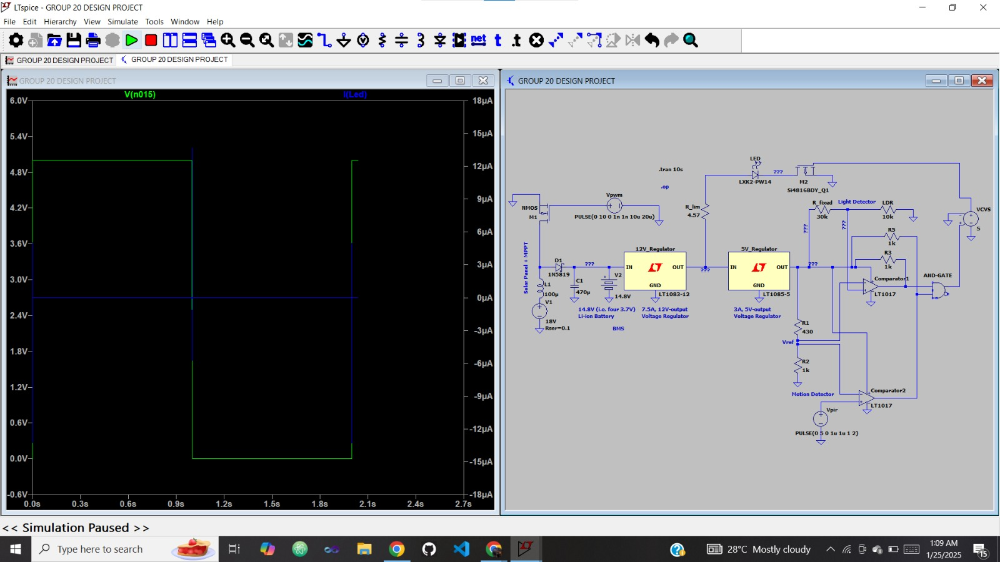 LTspice - GROUP 20 DESIGN PROJECT
File Edit Hierarchy View Simulate Tools Window Help
net t .t
GROUP 20 DESIGN PROJECT GROUP 20 DESIGN PROJECT
GROUP 20 DESIGN PROJECT
V(n015) I(Led)
6.0V 18µA
5.4V 15µA
4.8V 12µA
4.2V 9µA
3.6V 6µA
3.0V 3µA
2.4V 0µA
1.8V -3µA
1.2V -6µA
0.6V -9µA
0.0V -12µA
-0.6V -15µA
-18µA
0.0s 0.3s 0.6s 0.9s 1.2s 1.5s 1.8s 2.1s 2.4s 2.7s
GROUP 20 DESIGN PROJECT
.tran 10s
.op
LED
LXK2-PW14
???
M2
Si4816BDY_Q1
NMOS
M1
Vpwm
PULSE(0 10 0 1n 1n 10u 20u)
R_lim
4.57
R_fixed
30k
Light Detector
LDR
10k
VCVS
5
???
???
R5
1k
R3
1k
Solar Panel + MPPT
D1
1N5819
???
C1
470µ
V2
14.8V
L1
100µ
V1
18V
Rser=0.1
12V_Regulator
IN OUT
GND
LT1083-12
???
5V_Regulator
IN OUT
GND
LT1085-5
???
14.8V (i.e. four 3.7V)
Li-ion Battery
BMS
7.5A, 12V-output
Voltage Regulator
3A, 5V-output
Voltage Regulator
Comparator1
LT1017
AND-GATE
R1
430
Vref
R2
1k
Motion Detector
Comparator2
LT1017
Vpir
PULSE(0 5 0 1u 1u 1 2)
<< Simulation Paused >>
Type here to search
28°C Mostly cloudy
1:09 AM
1/25/2025
15